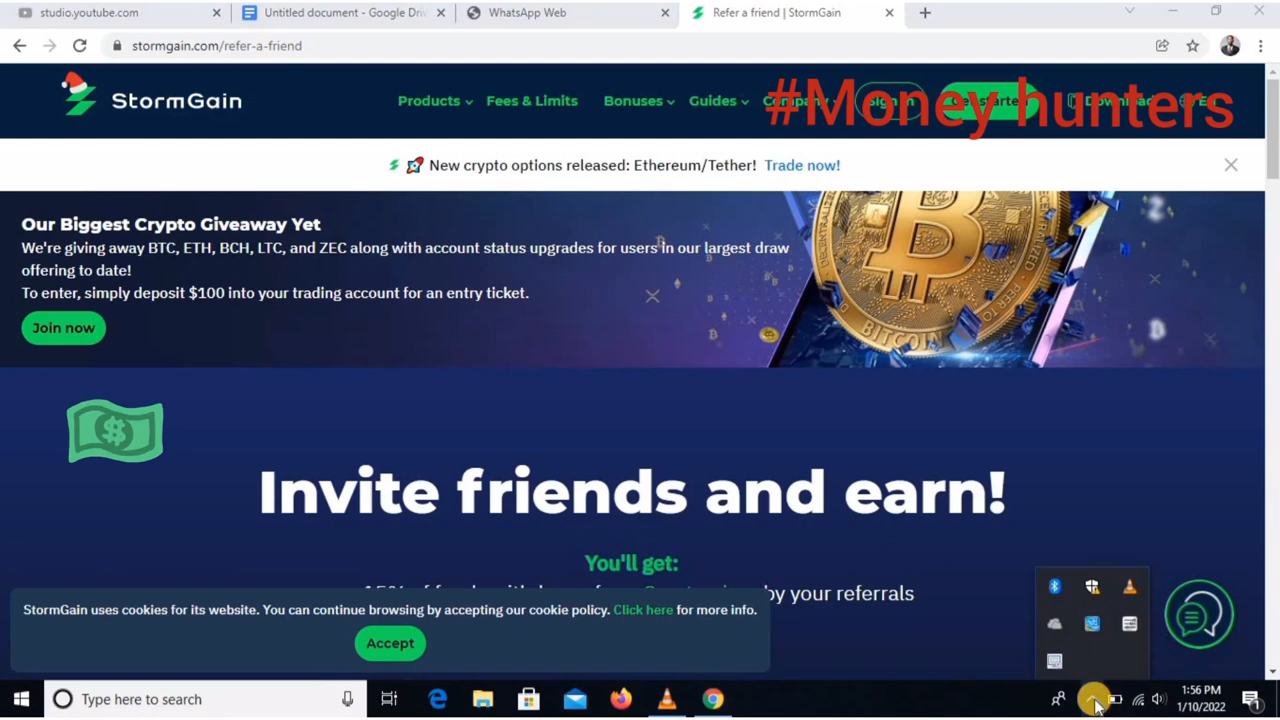 studio.youtube.com
Untitled document - Google Dri
WhatsApp Web
Refer a friend | StormGain
stormgain.com/refer-a-friend
StormGain
Products Fees & Limits Bonuses Guides
#Money hunters
New crypto options released: Ethereum/Tether! Trade now!
Our Biggest Crypto Giveaway Yet
We're giving away BTC, ETH, BCH, LTC, and ZEC along with account status upgrades for users in our largest draw
offering to date!
To enter, simply deposit $100 into your trading account for an entry ticket.
Join now
Invite friends and earn!
You'll get:
by your referrals
StormGain uses cookies for its website. You can continue browsing by accepting our cookie policy. Click here for more info.
Accept
Type here to search
1:56 PM
1/10/2022
1